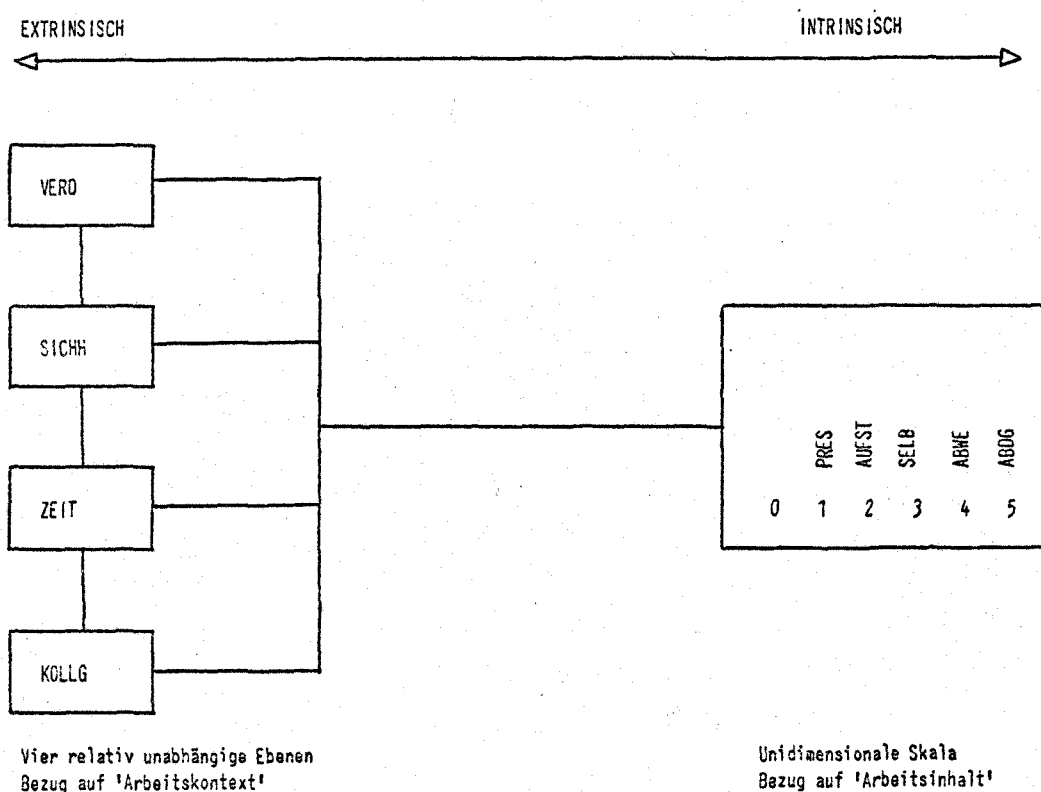 EXTRINSISCH
INTRINSISCH
VERD
SICHH
ZEIT
KOLLG
PRES
AUFST
SELB
ABWE
ABDG
0 1 2 3 4 5
Vier relativ unabhängige Ebenen
Bezug auf 'Arbeitskontext'
Unidimensionale Skala
Bezug auf 'Arbeitsinhalt'